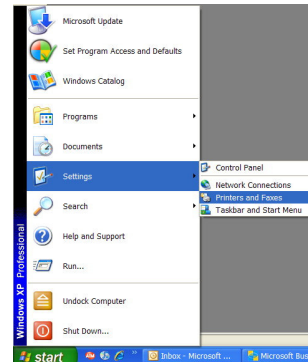 Microsoft Update
Set Program Access and Defaults
Windows Catalog
Programs
Documents
Settings
Control Panel
Network Connections
Printers and Faxes
Taskbar and Start Menu
Search
Help and Support
Run...
Undock Computer
Shut Down...
Windows XP Professional
start
Inbox - Microsoft ...
Microsoft Bus